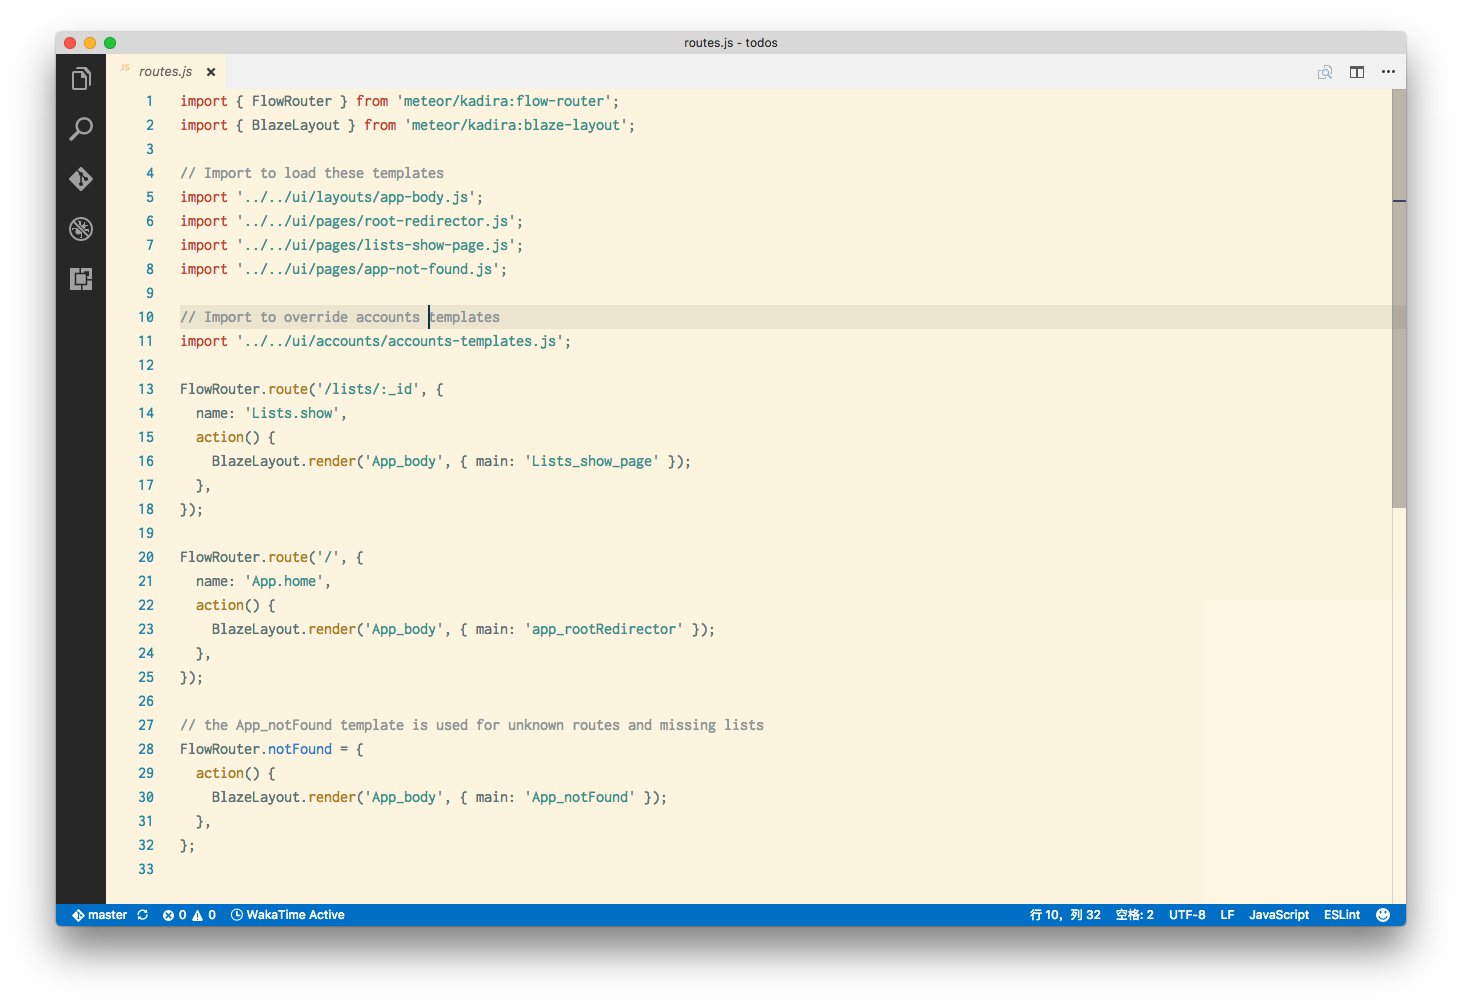 routes.js - todos
JS routes.js
1 import { FlowRouter } from 'meteor/kadira:flow-router';
2 import { BlazeLayout } from 'meteor/kadira:blaze-layout';
3
4 // Import to load these templates
5 import '../../ui/layouts/app-body.js';
6 import '../../ui/pages/root-redirector.js';
7 import '../../ui/pages/lists-show-page.js';
8 import '../../ui/pages/app-not-found.js';
9
10 // Import to override accounts templates
11 import '../../ui/accounts/accounts-templates.js';
12
13 FlowRouter.route('/lists/:_id', {
14   name: 'Lists.show',
15   action() {
16     BlazeLayout.render('App_body', { main: 'Lists_show_page' });
17   },
18 });
19
20 FlowRouter.route('/', {
21   name: 'App.home',
22   action() {
23     BlazeLayout.render('App_body', { main: 'app_rootRedirector' });
24   },
25 });
26
27 // the App_notFound template is used for unknown routes and missing lists
28 FlowRouter.notFound = {
29   action() {
30     BlazeLayout.render('App_body', { main: 'App_notFound' });
31   },
32 };
33
master 0 0 WakaTime Active 行 10，列 32 空格: 2 UTF-8 LF JavaScript ESLint